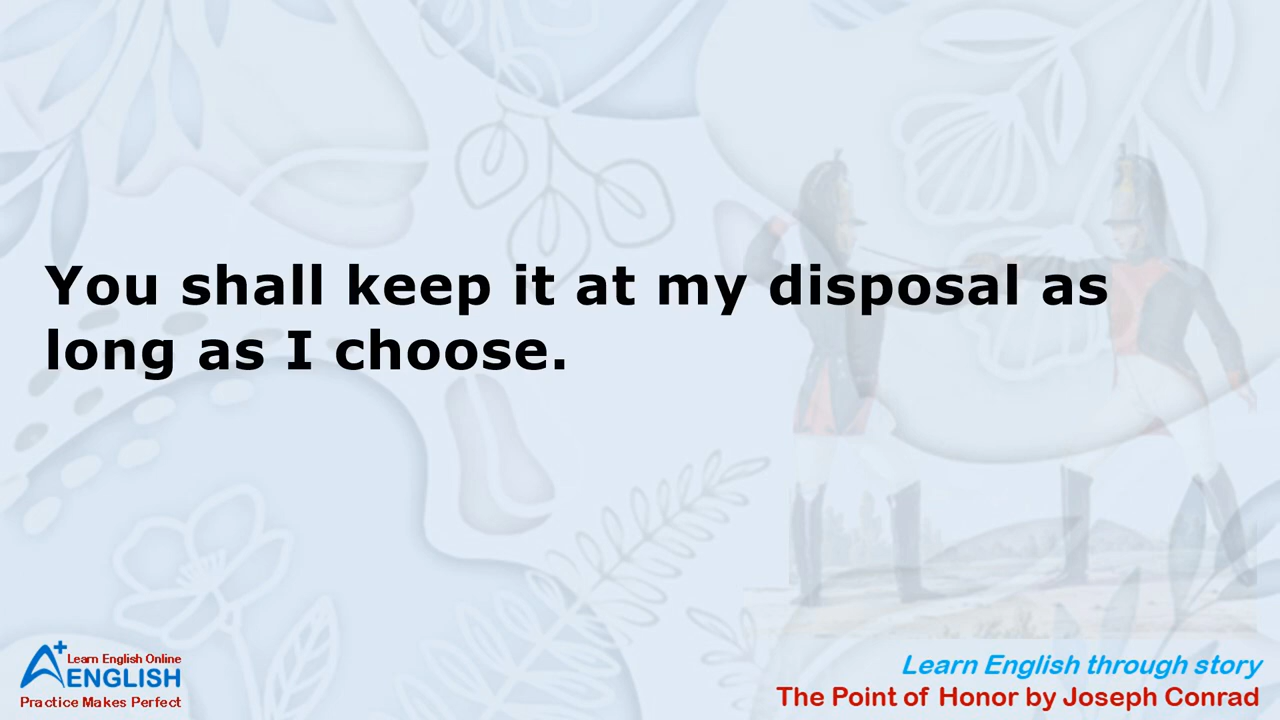 You shall keep it at my disposal as
long as I choose.
A+
Learn English Online
ENGLISH
Practice Makes Perfect
Learn English through story
The Point of Honor by Joseph Conrad